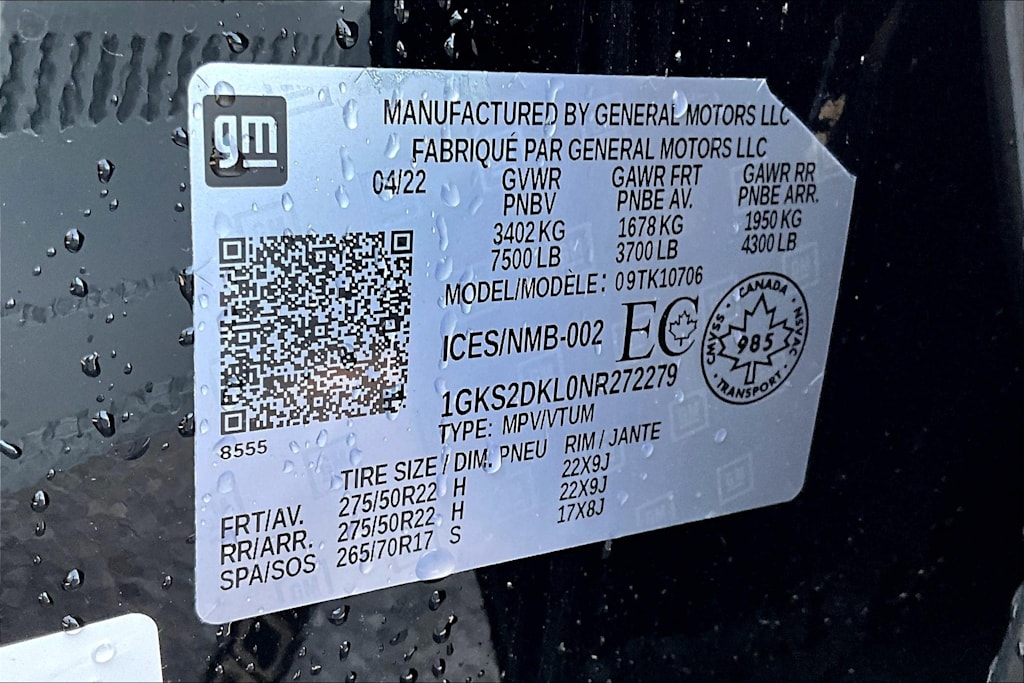 gm
MANUFACTURED BY GENERAL MOTORS LLC
FABRIQUÉ PAR GENERAL MOTORS LLC
04/22 GVWR GAWR FRT GAWR RR
PNBV PNBE AV. PNBE ARR.
3402 KG 1678 KG 1950 KG
7500 LB 3700 LB 4300 LB
MODEL/MODÈLE: 09TK10706
ICES/NMB-002 EC
CANADA
CMVSS 985 NSVAC
TRANSPORT
1GKS2DKL0NR272279
TYPE: MPV/VTUM
8555
TIRE SIZE / DIM. PNEU RIM / JANTE
FRT/AV. 275/50R22 H 22X9J
RR/ARR. 275/50R22 H 22X9J
SPA/SOS 265/70R17 S 17X8J